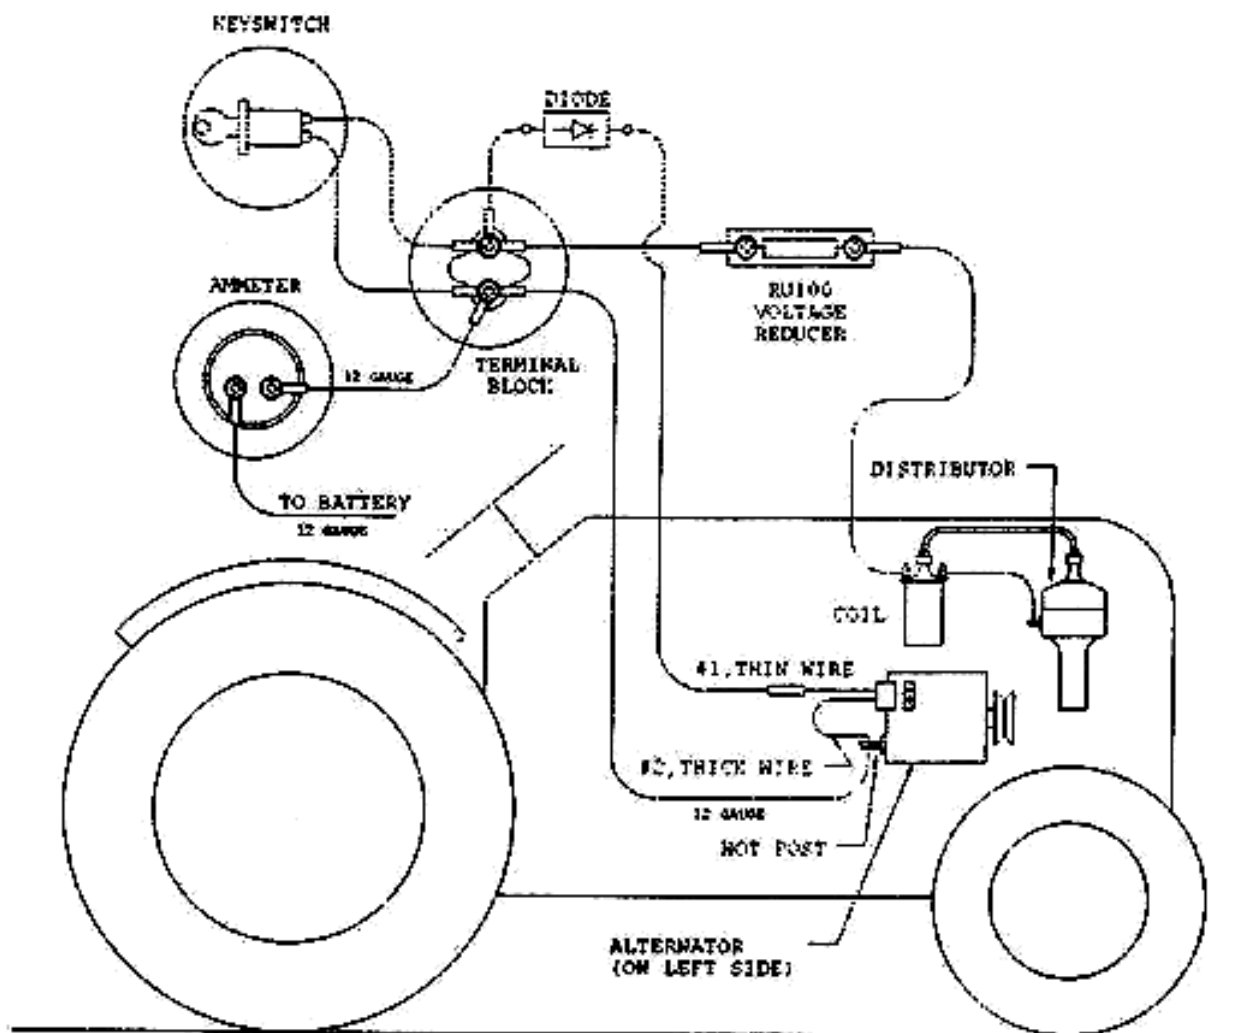 KEYSWITCH
DIODE
AMMETER
RU106
VOLTAGE
REDUCER
TERMINAL
BLOCK
12 GAUGE
DISTRIBUTOR
TO BATTERY
12 GAUGE
COIL
#1, THIN WIRE
#2, THICK WIRE
12 GAUGE
HOT POST
ALTERNATOR
(ON LEFT SIDE)